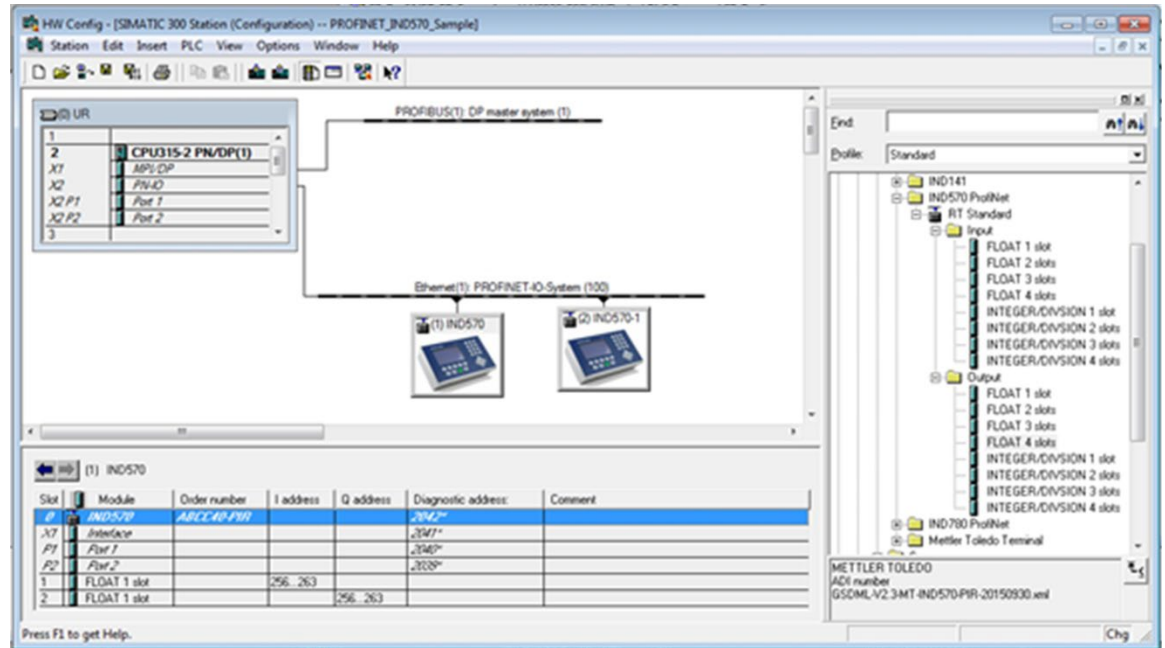 HW Config - [SIMATIC 300 Station (Configuration) -- PROFINET_IND570_Sample]
Station Edit Insert PLC View Options Window Help
(0) UR
1
2 CPU315-2 PN/DP(1)
X1 MPI/DP
X2 PN-IO
X2 P1 Port 1
X2 P2 Port 2
3
PROFIBUS(1): DP master system (1)
Ethernet(1): PROFINET-IO-System (100)
(1) IND570
(2) IND570-1
Find:
Profile: Standard
IND141
IND570 ProfiNet
RT Standard
Input
FLOAT 1 slot
FLOAT 2 slots
FLOAT 3 slots
FLOAT 4 slots
INTEGER/DIVSION 1 slot
INTEGER/DIVSION 2 slots
INTEGER/DIVSION 3 slots
INTEGER/DIVSION 4 slots
Output
FLOAT 1 slot
FLOAT 2 slots
FLOAT 3 slots
FLOAT 4 slots
INTEGER/DIVSION 1 slot
INTEGER/DIVSION 2 slots
INTEGER/DIVSION 3 slots
INTEGER/DIVSION 4 slots
IND780 ProfiNet
Mettler Toledo Terminal
METTLER TOLEDO
ADI number
GSDML-V2.3-MT-IND570-PIR-20150930.xml
(1) IND570
Slot Module Order number I address Q address Diagnostic address: Comment
0 IND570 ABCC40-PIR 2042*
X1 Interface 2041*
P1 Port 1 2040*
P2 Port 2 2039*
1 FLOAT 1 slot 256...263
2 FLOAT 1 slot 256...263
Press F1 to get Help.
Chg